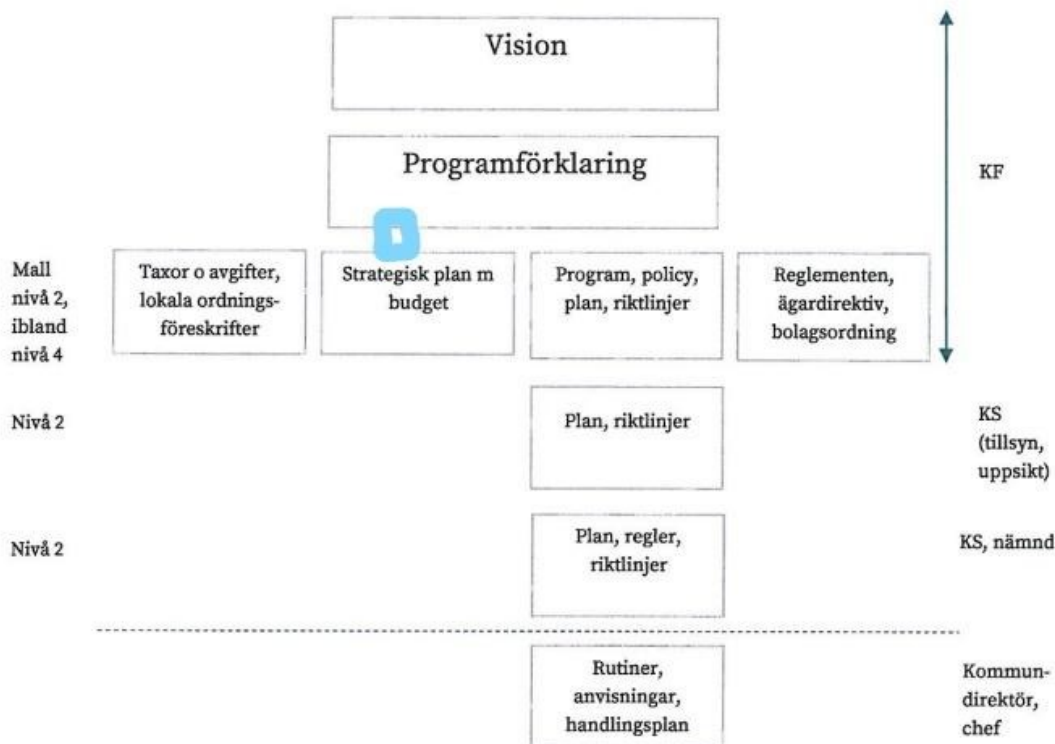 Vision
Programförklaring
KF
Mall
nivå 2,
ibland
nivå 4
Taxor o avgifter,
lokala ordnings-
föreskrifter
Strategisk plan m
budget
Program, policy,
plan, riktlinjer
Reglementen,
ägardirektiv,
bolagsordning
Nivå 2
Plan, riktlinjer
KS
(tillsyn,
uppsikt)
Nivå 2
Plan, regler,
riktlinjer
KS, nämnd
Rutiner,
anvisningar,
handlingsplan
Kommun-
direktör,
chef